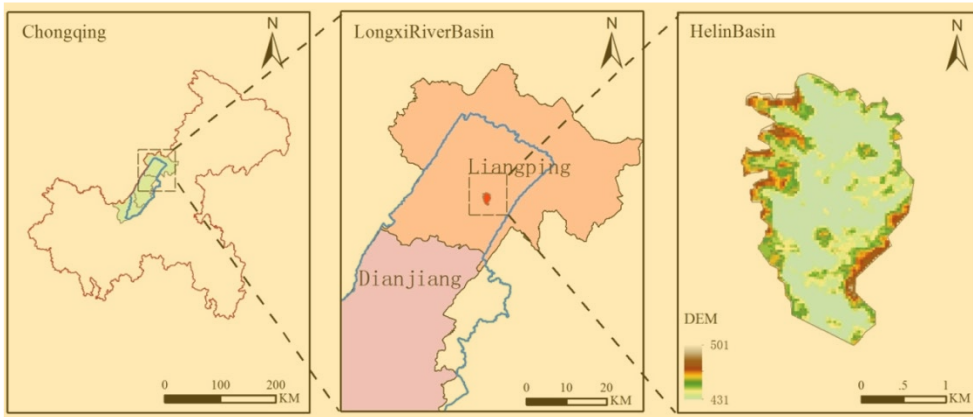 Chongqing
N
0 100 200
KM
LongxiRiverBasin
N
Liangping
Dianjiang
0 10 20
KM
HelinBasin
N
DEM
501
431
0 .5 1
KM